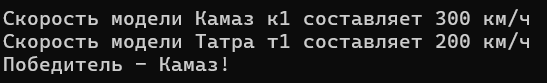 Скорость модели Камаз к1 составляет 300 км/ч
Скорость модели Татра т1 составляет 200 км/ч
Победитель – Камаз!